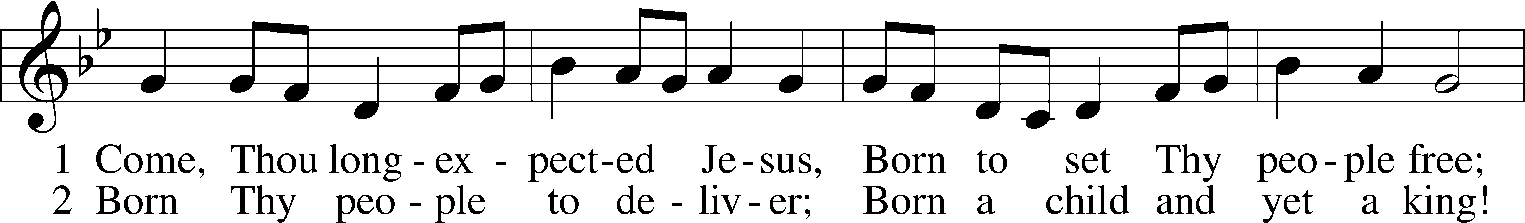 1 Come, Thou long - ex - pect-ed Je-sus, Born to set Thy peo-ple free;
2 Born Thy peo - ple to de - liv-er; Born a child and yet a king!